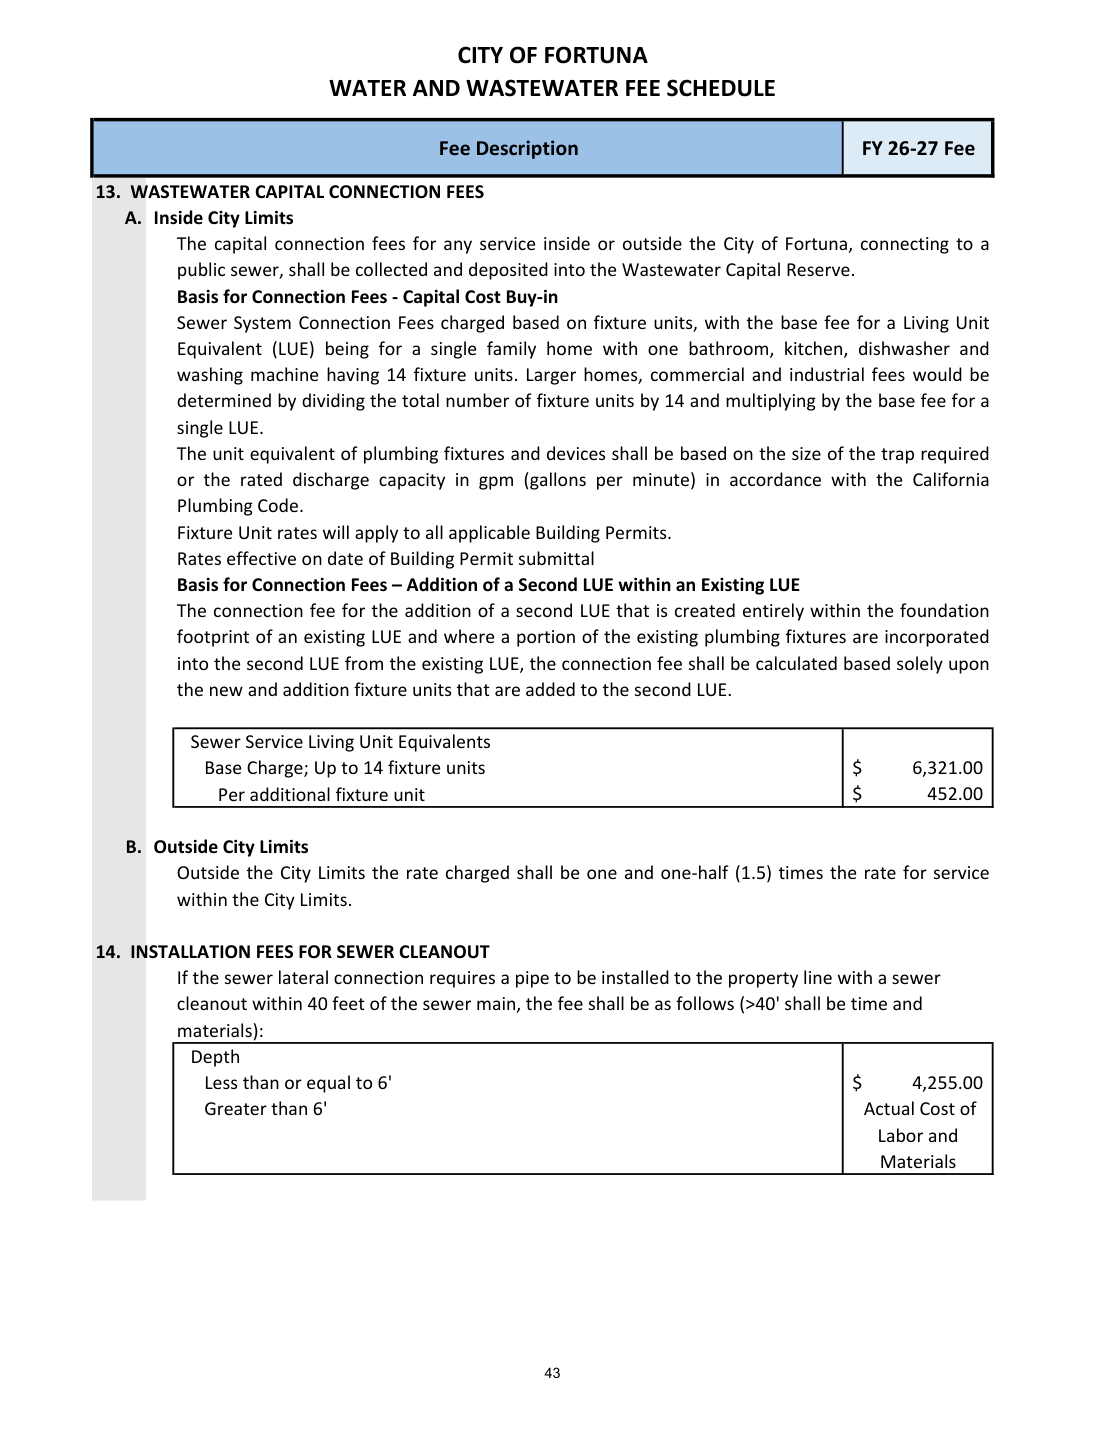 CITY OF FORTUNA
WATER AND WASTEWATER FEE SCHEDULE
Fee Description FY 26-27 Fee
13. WASTEWATER CAPITAL CONNECTION FEES
A. Inside City Limits
The capital connection fees for any service inside or outside the City of Fortuna, connecting to a
public sewer, shall be collected and deposited into the Wastewater Capital Reserve.
Basis for Connection Fees - Capital Cost Buy-in
Sewer System Connection Fees charged based on fixture units, with the base fee for a Living Unit
Equivalent (LUE) being for a single family home with one bathroom, kitchen, dishwasher and
washing machine having 14 fixture units. Larger homes, commercial and industrial fees would be
determined by dividing the total number of fixture units by 14 and multiplying by the base fee for a
single LUE.
The unit equivalent of plumbing fixtures and devices shall be based on the size of the trap required
or the rated discharge capacity in gpm (gallons per minute) in accordance with the California
Plumbing Code.
Fixture Unit rates will apply to all applicable Building Permits.
Rates effective on date of Building Permit submittal
Basis for Connection Fees – Addition of a Second LUE within an Existing LUE
The connection fee for the addition of a second LUE that is created entirely within the foundation
footprint of an existing LUE and where a portion of the existing plumbing fixtures are incorporated
into the second LUE from the existing LUE, the connection fee shall be calculated based solely upon
the new and addition fixture units that are added to the second LUE.
Sewer Service Living Unit Equivalents
Base Charge; Up to 14 fixture units $ 6,321.00
Per additional fixture unit $ 452.00
B. Outside City Limits
Outside the City Limits the rate charged shall be one and one-half (1.5) times the rate for service
within the City Limits.
14. INSTALLATION FEES FOR SEWER CLEANOUT
If the sewer lateral connection requires a pipe to be installed to the property line with a sewer
cleanout within 40 feet of the sewer main, the fee shall be as follows (>40' shall be time and
materials):
Depth
Less than or equal to 6' $ 4,255.00
Greater than 6' Actual Cost of
Labor and
Materials
43